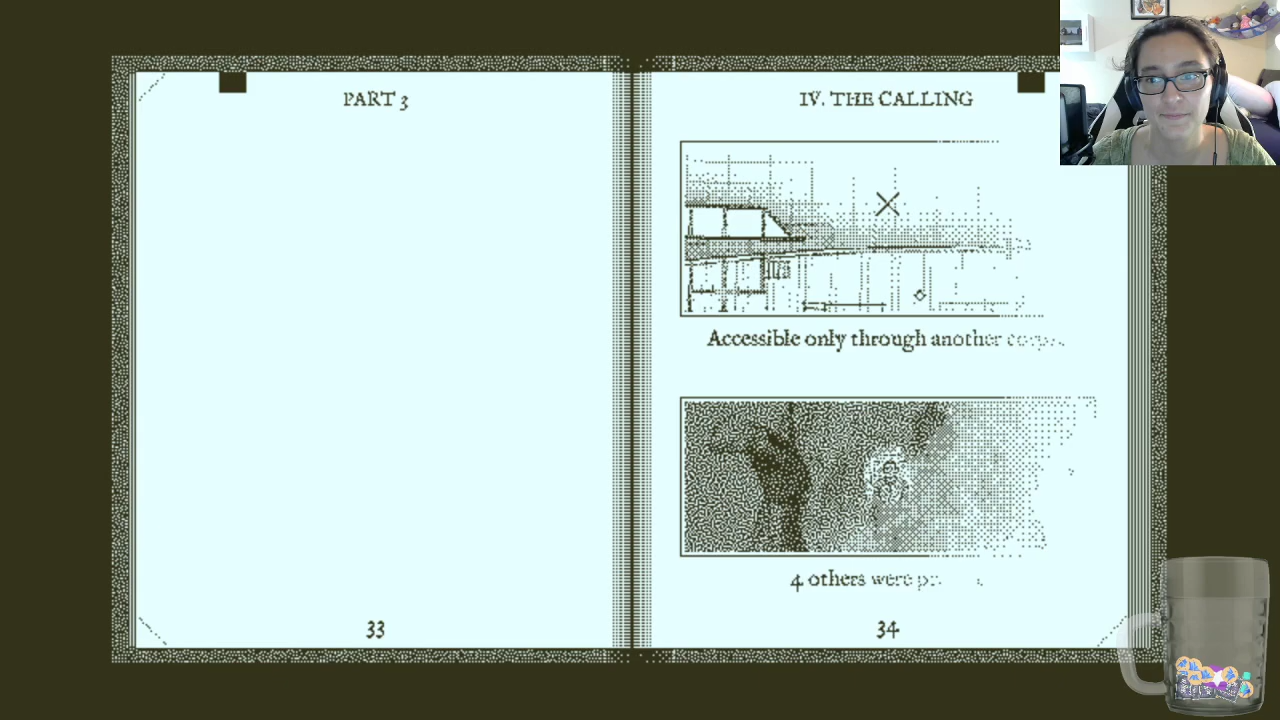 PART 3
IV. THE CALLING
Accessible only through another
4 others were
33
34